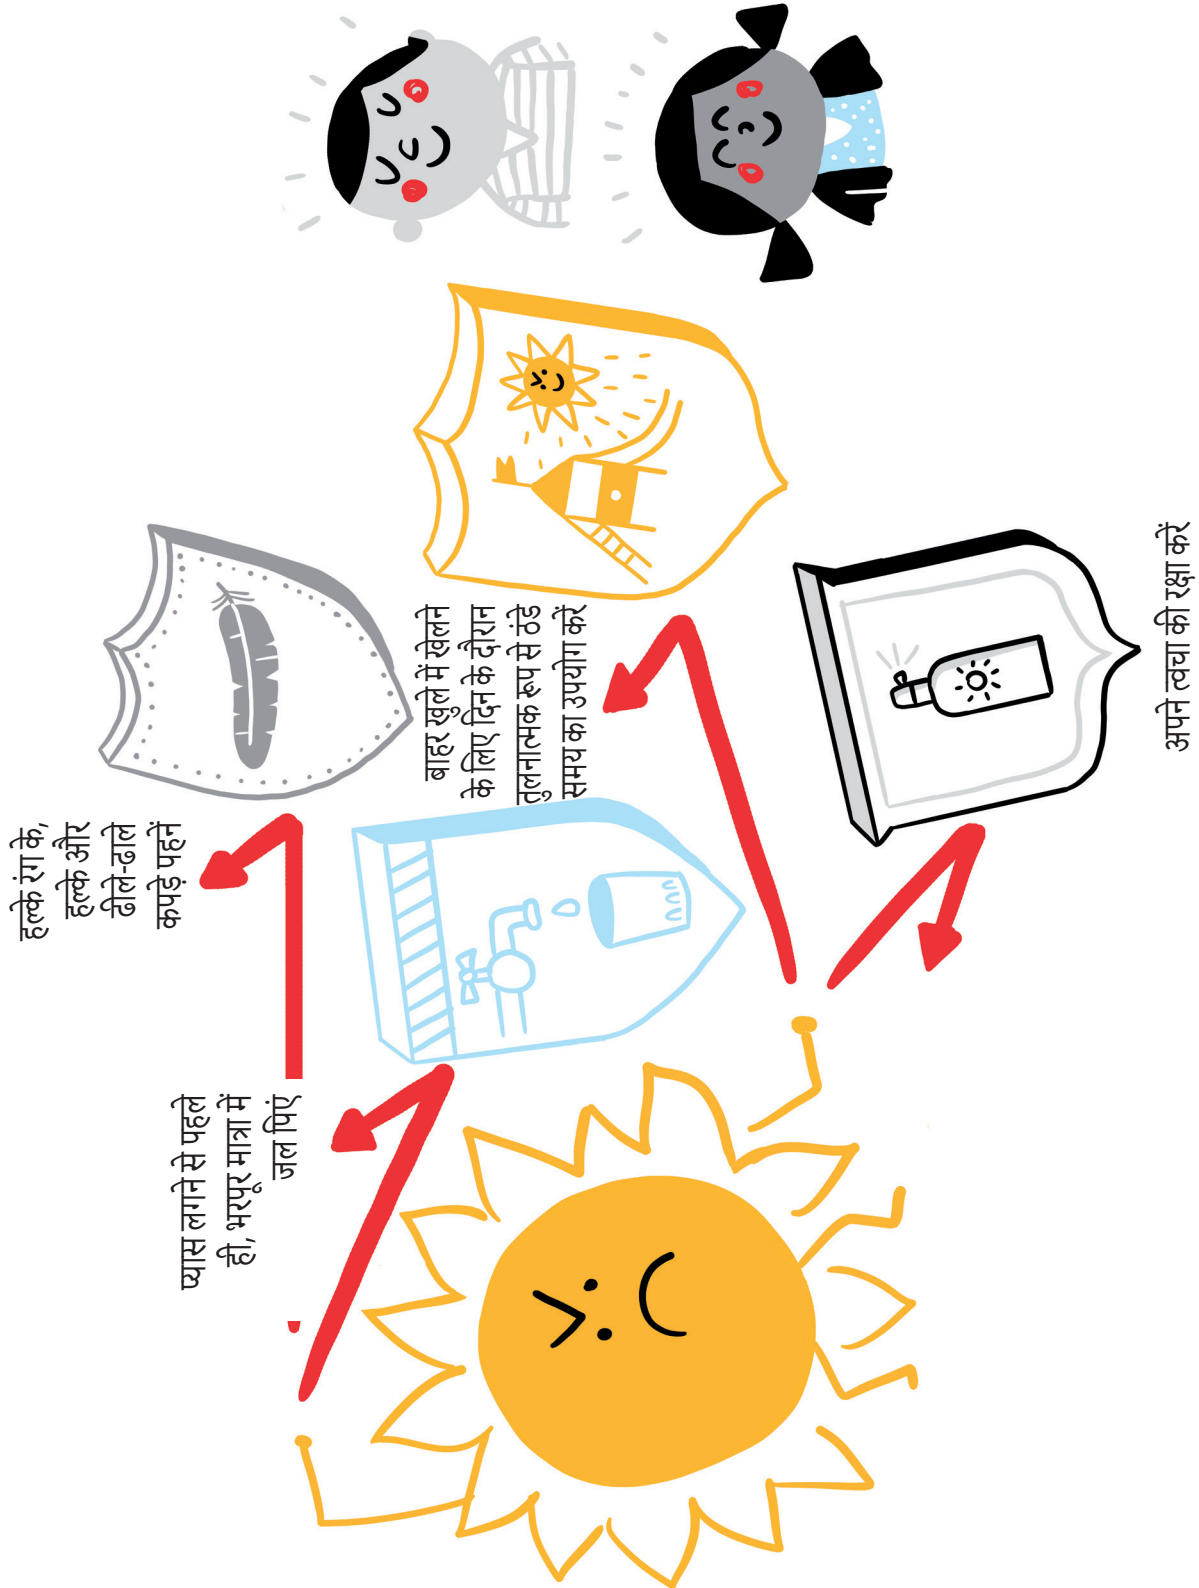 प्यास लगने से पहले
ही, भरपूर मात्रा में
जल पिएं
हल्के रंग के,
हल्के और
ढीले-ढाले
कपड़े पहनें
बाहर खुले में खेलने
के लिए दिन के दौरान
तुलनात्मक रूप से ठंडे
समय का उपयोग करें
अपने त्वचा की रक्षा करें